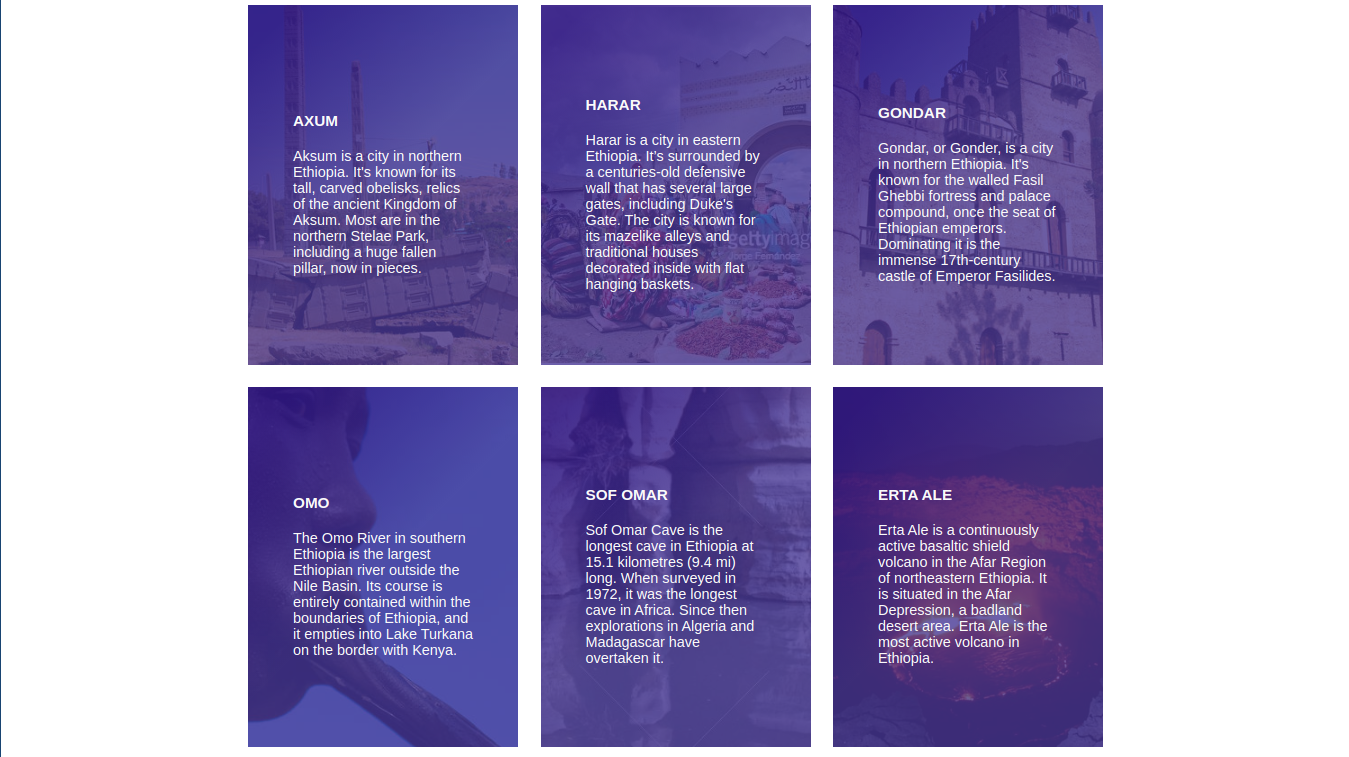 AXUM
Aksum is a city in northern
Ethiopia. It's known for its
tall, carved obelisks, relics
of the ancient Kingdom of
Aksum. Most are in the
northern Stelae Park,
including a huge fallen
pillar, now in pieces.
HARAR
Harar is a city in eastern
Ethiopia. It's surrounded by
a centuries-old defensive
wall that has several large
gates, including Duke's
Gate. The city is known for
its mazelike alleys and
traditional houses
decorated inside with flat
hanging baskets.
gettyimag
GONDAR
Gondar, or Gonder, is a city
in northern Ethiopia. It's
known for the walled Fasil
Ghebbi fortress and palace
compound, once the seat of
Ethiopian emperors.
Dominating it is the
immense 17th-century
castle of Emperor Fasilides.
OMO
The Omo River in southern
Ethiopia is the largest
Ethiopian river outside the
Nile Basin. Its course is
entirely contained within the
boundaries of Ethiopia, and
it empties into Lake Turkana
on the border with Kenya.
SOF OMAR
Sof Omar Cave is the
longest cave in Ethiopia at
15.1 kilometres (9.4 mi)
long. When surveyed in
1972, it was the longest
cave in Africa. Since then
explorations in Algeria and
Madagascar have
overtaken it.
ERTA ALE
Erta Ale is a continuously
active basaltic shield
volcano in the Afar Region
of northeastern Ethiopia. It
is situated in the Afar
Depression, a badland
desert area. Erta Ale is the
most active volcano in
Ethiopia.